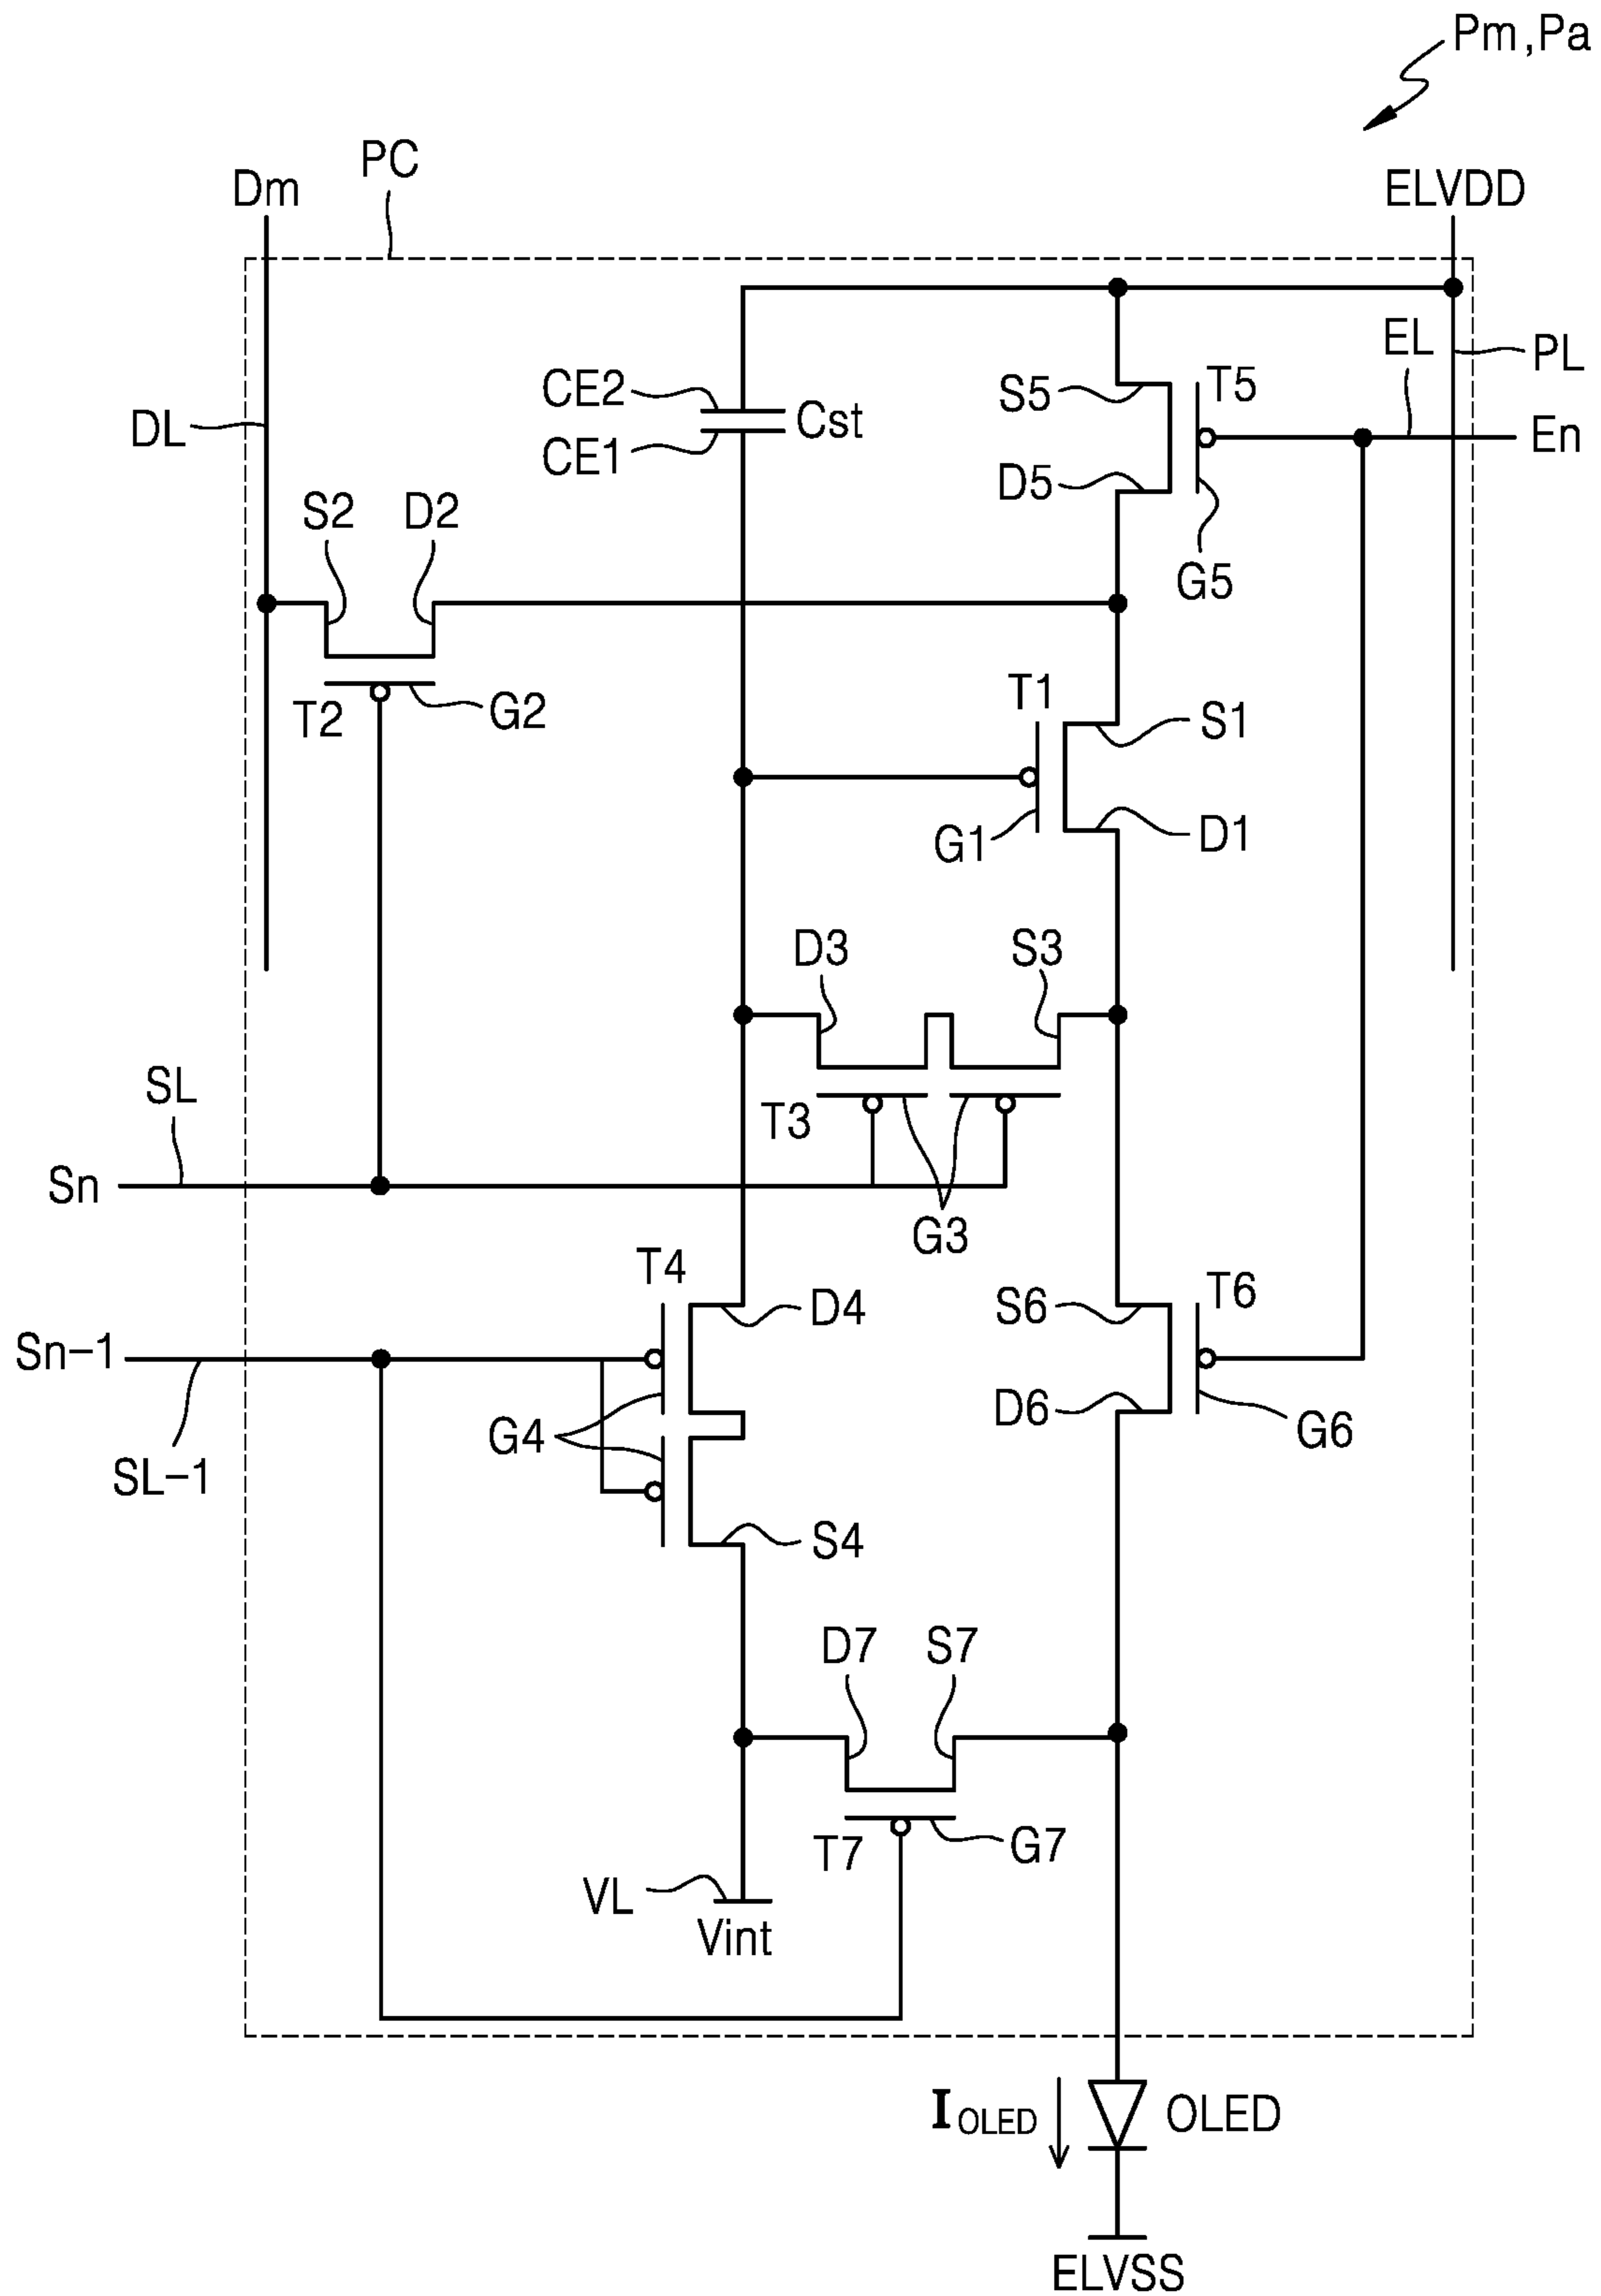 Pm,Pa
PC
Dm
ELVDD
EL
PL
CE2
S5
T5
Cst
DL
En
CE1
D5
S2
D2
G5
T1
G2
S1
T2
G1
D1
D3
S3
SL
T3
Sn
G3
T4
D4
S6
T6
Sn-1
D6
G4
G6
SL-1
S4
D7
S7
T7
G7
VL
Vint
IOLED
OLED
ELVSS